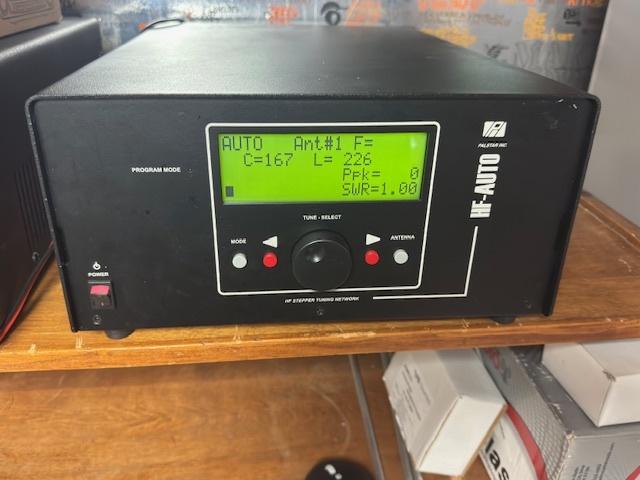 AUTO Ant#1 F=
C=167 L= 226
Ppk= 0
SWR=1.00
PROGRAM MODE
PALSTAR INC.
HF-AUTO
TUNE - SELECT
MODE
ANTENNA
POWER
HF STEPPER TUNING NETWORK